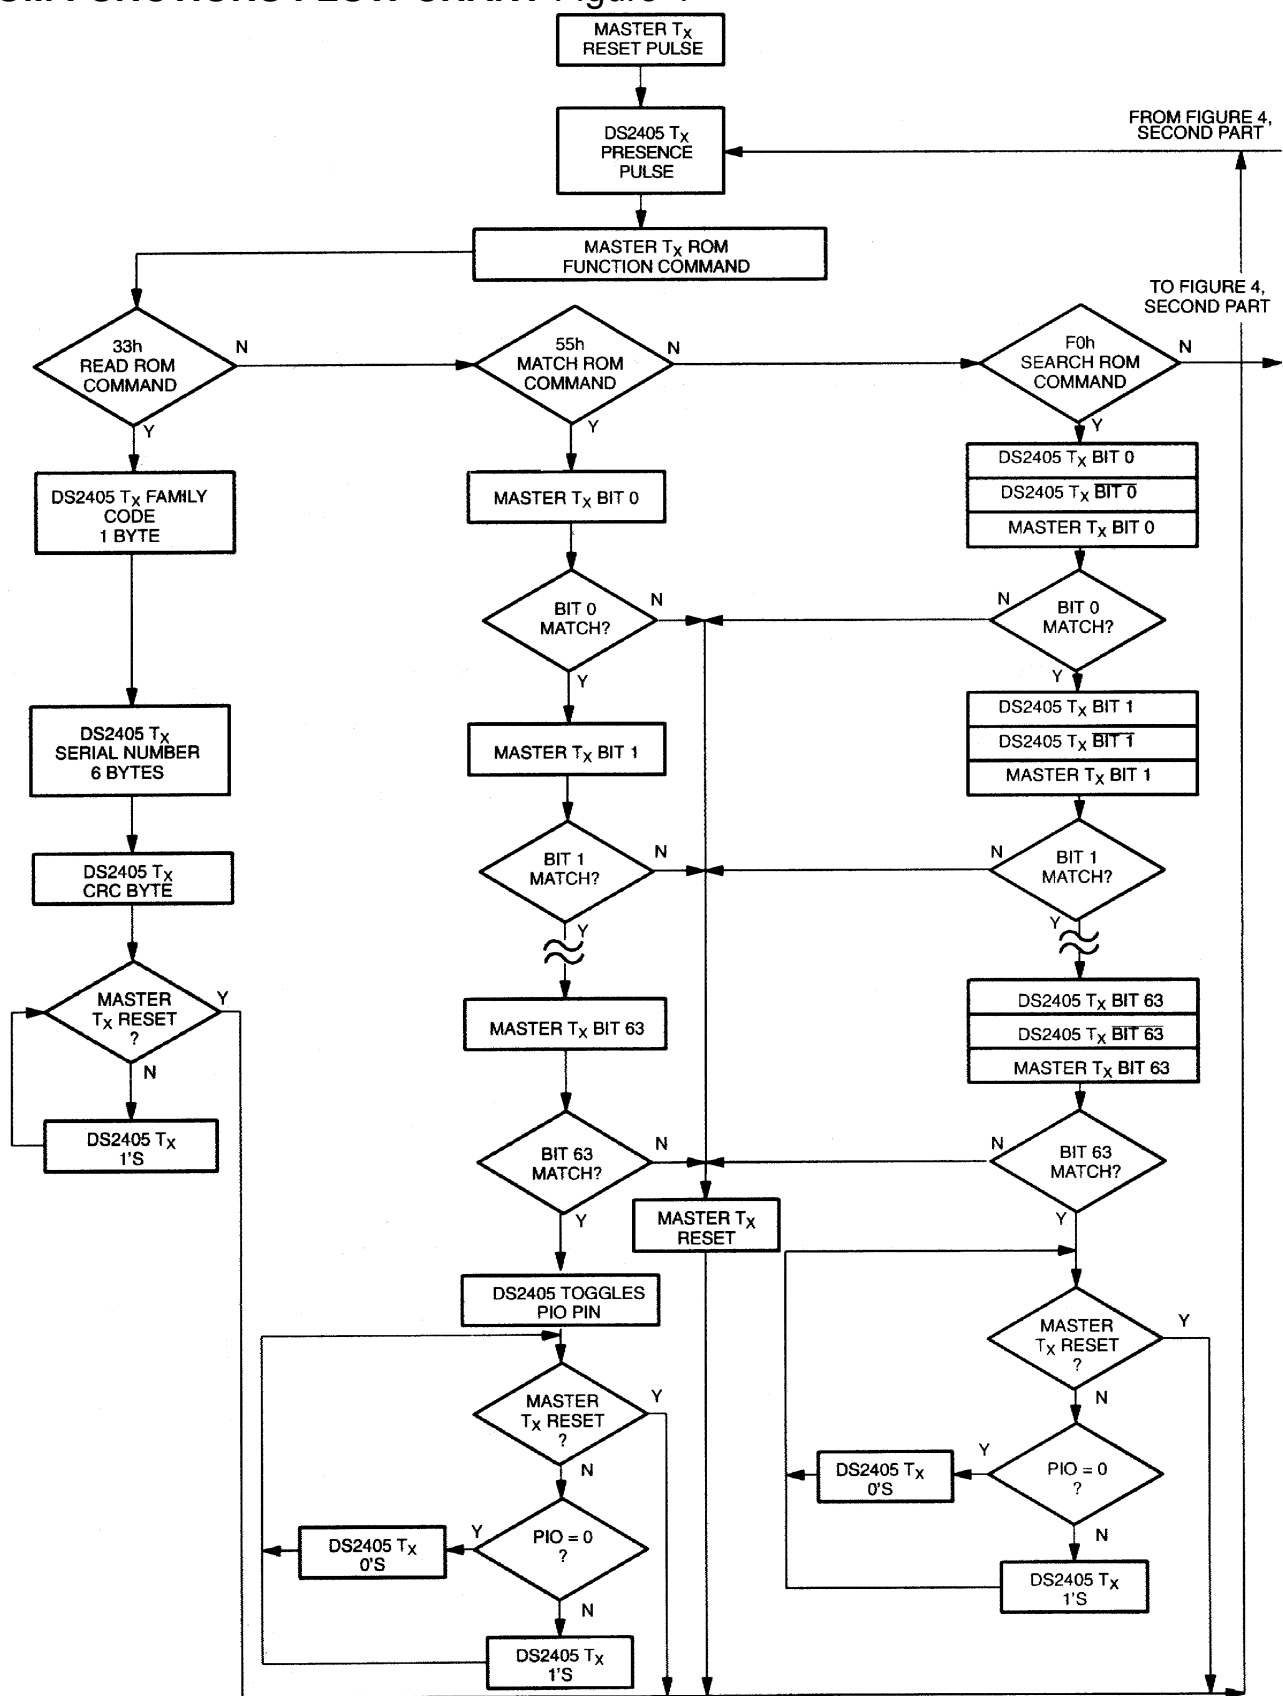 MASTER TX
RESET PULSE
DS2405 TX
PRESENCE
PULSE
FROM FIGURE 4,
SECOND PART
MASTER TX ROM
FUNCTION COMMAND
TO FIGURE 4,
SECOND PART
33h
READ ROM
COMMAND
N
Y
55h
MATCH ROM
COMMAND
N
Y
F0h
SEARCH ROM
COMMAND
N
Y
DS2405 TX FAMILY
CODE
1 BYTE
DS2405 TX
SERIAL NUMBER
6 BYTES
DS2405 TX
CRC BYTE
MASTER
TX RESET
?
Y
N
DS2405 TX
1'S
MASTER TX BIT 0
BIT 0
MATCH?
N
Y
MASTER TX BIT 1
BIT 1
MATCH?
N
Y
MASTER TX BIT 63
BIT 63
MATCH?
N
Y
MASTER TX
RESET
DS2405 TOGGLES
PIO PIN
MASTER
TX RESET
?
Y
N
PIO = 0
?
Y
N
DS2405 TX
0'S
DS2405 TX
1'S
DS2405 TX BIT 0
DS2405 TX BIT 0
MASTER TX BIT 0
BIT 0
MATCH?
N
Y
DS2405 TX BIT 1
DS2405 TX BIT 1
MASTER TX BIT 1
BIT 1
MATCH?
N
Y
DS2405 TX BIT 63
DS2405 TX BIT 63
MASTER TX BIT 63
BIT 63
MATCH?
N
Y
MASTER
TX RESET
?
Y
N
PIO = 0
?
Y
N
DS2405 TX
0'S
DS2405 TX
1'S